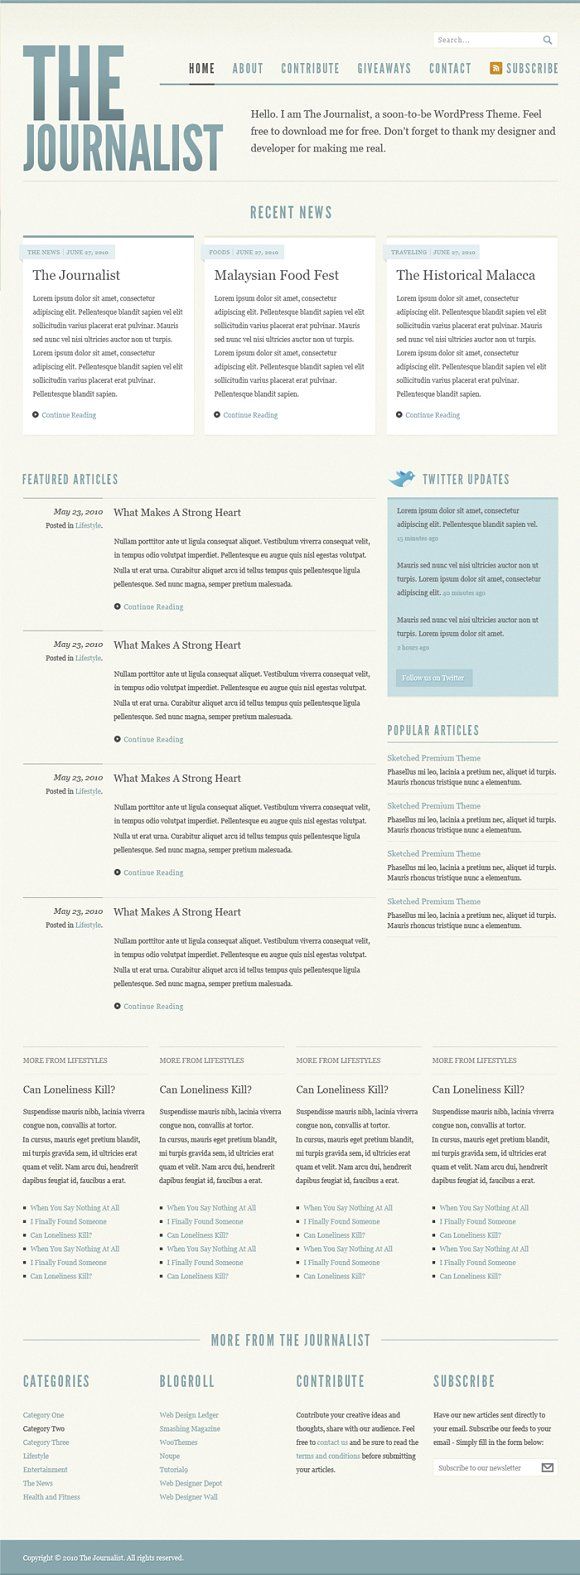 Search...
THE
JOURNALIST
HOME ABOUT CONTRIBUTE GIVEAWAYS CONTACT SUBSCRIBE
Hello. I am The Journalist, a soon-to-be WordPress Theme. Feel
free to download me for free. Don't forget to thank my designer and
developer for making me real.
RECENT NEWS
THE NEWS | JUNE 27, 2010
The Journalist
Lorem ipsum dolor sit amet, consectetur
adipiscing elit. Pellentesque blandit sapien vel elit
sollicitudin varius placerat erat pulvinar. Mauris
sed nunc vel nisi ultricies auctor non ut turpis.
Lorem ipsum dolor sit amet, consectetur
adipiscing elit. Pellentesque blandit sapien vel elit
sollicitudin varius placerat erat pulvinar.
Pellentesque blandit sapien.
Continue Reading
FOODS | JUNE 27, 2010
Malaysian Food Fest
Lorem ipsum dolor sit amet, consectetur
adipiscing elit. Pellentesque blandit sapien vel elit
sollicitudin varius placerat erat pulvinar. Mauris
sed nunc vel nisi ultricies auctor non ut turpis.
Lorem ipsum dolor sit amet, consectetur
adipiscing elit. Pellentesque blandit sapien vel elit
sollicitudin varius placerat erat pulvinar.
Pellentesque blandit sapien.
Continue Reading
TRAVELING | JUNE 27, 2010
The Historical Malacca
Lorem ipsum dolor sit amet, consectetur
adipiscing elit. Pellentesque blandit sapien vel elit
sollicitudin varius placerat erat pulvinar. Mauris
sed nunc vel nisi ultricies auctor non ut turpis.
Lorem ipsum dolor sit amet, consectetur
adipiscing elit. Pellentesque blandit sapien vel elit
sollicitudin varius placerat erat pulvinar.
Pellentesque blandit sapien.
Continue Reading
FEATURED ARTICLES
May 23, 2010
Posted in Lifestyle.
What Makes A Strong Heart
Nullam porttitor ante ut ligula consequat aliquet. Vestibulum viverra consequat velit,
in tempus odio volutpat imperdiet. Pellentesque eu augue quis nisl egestas volutpat.
Nulla ut erat urna. Curabitur aliquet arcu id tellus tempus quis pellentesque ligula
pellentesque. Sed nunc magna, semper pretium malesuada.
Continue Reading
May 23, 2010
Posted in Lifestyle.
What Makes A Strong Heart
Nullam porttitor ante ut ligula consequat aliquet. Vestibulum viverra consequat velit,
in tempus odio volutpat imperdiet. Pellentesque eu augue quis nisl egestas volutpat.
Nulla ut erat urna. Curabitur aliquet arcu id tellus tempus quis pellentesque ligula
pellentesque. Sed nunc magna, semper pretium malesuada.
Continue Reading
May 23, 2010
Posted in Lifestyle.
What Makes A Strong Heart
Nullam porttitor ante ut ligula consequat aliquet. Vestibulum viverra consequat velit,
in tempus odio volutpat imperdiet. Pellentesque eu augue quis nisl egestas volutpat.
Nulla ut erat urna. Curabitur aliquet arcu id tellus tempus quis pellentesque ligula
pellentesque. Sed nunc magna, semper pretium malesuada.
Continue Reading
May 23, 2010
Posted in Lifestyle.
What Makes A Strong Heart
Nullam porttitor ante ut ligula consequat aliquet. Vestibulum viverra consequat velit,
in tempus odio volutpat imperdiet. Pellentesque eu augue quis nisl egestas volutpat.
Nulla ut erat urna. Curabitur aliquet arcu id tellus tempus quis pellentesque ligula
pellentesque. Sed nunc magna, semper pretium malesuada.
Continue Reading
TWITTER UPDATES
Lorem ipsum dolor sit amet, consectetur
adipiscing elit. Pellentesque blandit sapien vel.
15 minutes ago
Mauris sed nunc vel nisi ultricies auctor non ut
turpis. Lorem ipsum dolor sit amet, consectetur
adipiscing elit. 40 minutes ago
Mauris sed nunc vel nisi ultricies auctor non ut
turpis. Lorem ipsum dolor sit amet.
2 hours ago
Follow us on Twitter
POPULAR ARTICLES
Sketched Premium Theme
Phasellus mi leo, lacinia a pretium nec, aliquet id turpis.
Mauris rhoncus tristique nunc a elementum.
Sketched Premium Theme
Phasellus mi leo, lacinia a pretium nec, aliquet id turpis.
Mauris rhoncus tristique nunc a elementum.
Sketched Premium Theme
Phasellus mi leo, lacinia a pretium nec, aliquet id turpis.
Mauris rhoncus tristique nunc a elementum.
Sketched Premium Theme
Phasellus mi leo, lacinia a pretium nec, aliquet id turpis.
Mauris rhoncus tristique nunc a elementum.
MORE FROM LIFESTYLES
Can Loneliness Kill?
Suspendisse mauris nibh, lacinia viverra
congue non, convallis at tortor.
In cursus, mauris eget pretium blandit,
mi turpis gravida sem, id ultricies erat
quam et velit. Nam arcu dui, hendrerit
dapibus feugiat id, faucibus a erat.
When You Say Nothing At All
I Finally Found Someone
Can Loneliness Kill?
When You Say Nothing At All
I Finally Found Someone
Can Loneliness Kill?
MORE FROM LIFESTYLES
Can Loneliness Kill?
Suspendisse mauris nibh, lacinia viverra
congue non, convallis at tortor.
In cursus, mauris eget pretium blandit,
mi turpis gravida sem, id ultricies erat
quam et velit. Nam arcu dui, hendrerit
dapibus feugiat id, faucibus a erat.
When You Say Nothing At All
I Finally Found Someone
Can Loneliness Kill?
When You Say Nothing At All
I Finally Found Someone
Can Loneliness Kill?
MORE FROM LIFESTYLES
Can Loneliness Kill?
Suspendisse mauris nibh, lacinia viverra
congue non, convallis at tortor.
In cursus, mauris eget pretium blandit,
mi turpis gravida sem, id ultricies erat
quam et velit. Nam arcu dui, hendrerit
dapibus feugiat id, faucibus a erat.
When You Say Nothing At All
I Finally Found Someone
Can Loneliness Kill?
When You Say Nothing At All
I Finally Found Someone
Can Loneliness Kill?
MORE FROM LIFESTYLES
Can Loneliness Kill?
Suspendisse mauris nibh, lacinia viverra
congue non, convallis at tortor.
In cursus, mauris eget pretium blandit,
mi turpis gravida sem, id ultricies erat
quam et velit. Nam arcu dui, hendrerit
dapibus feugiat id, faucibus a erat.
When You Say Nothing At All
I Finally Found Someone
Can Loneliness Kill?
When You Say Nothing At All
I Finally Found Someone
Can Loneliness Kill?
MORE FROM THE JOURNALIST
CATEGORIES
Category One
Category Two
Category Three
Lifestyle
Entertainment
The News
Health and Fitness
BLOGROLL
Web Design Ledger
Smashing Magazine
WooThemes
Noupe
Tutorial9
Web Designer Depot
Web Designer Wall
CONTRIBUTE
Contribute your creative ideas and
thoughts, share with our audience. Feel
free to contact us and be sure to read the
terms and conditions before submitting
your articles.
SUBSCRIBE
Have our new articles sent directly to
your email. Subscribe our feeds to your
email - Simply fill in the form below:
Subscribe to our newsletter
Copyright © 2010 The Journalist. All rights reserved.